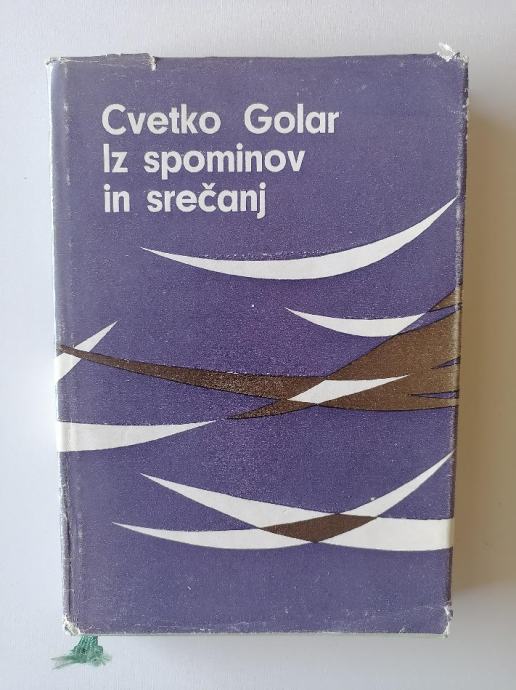 Cvetko Golar
Iz spominov
in srečanj